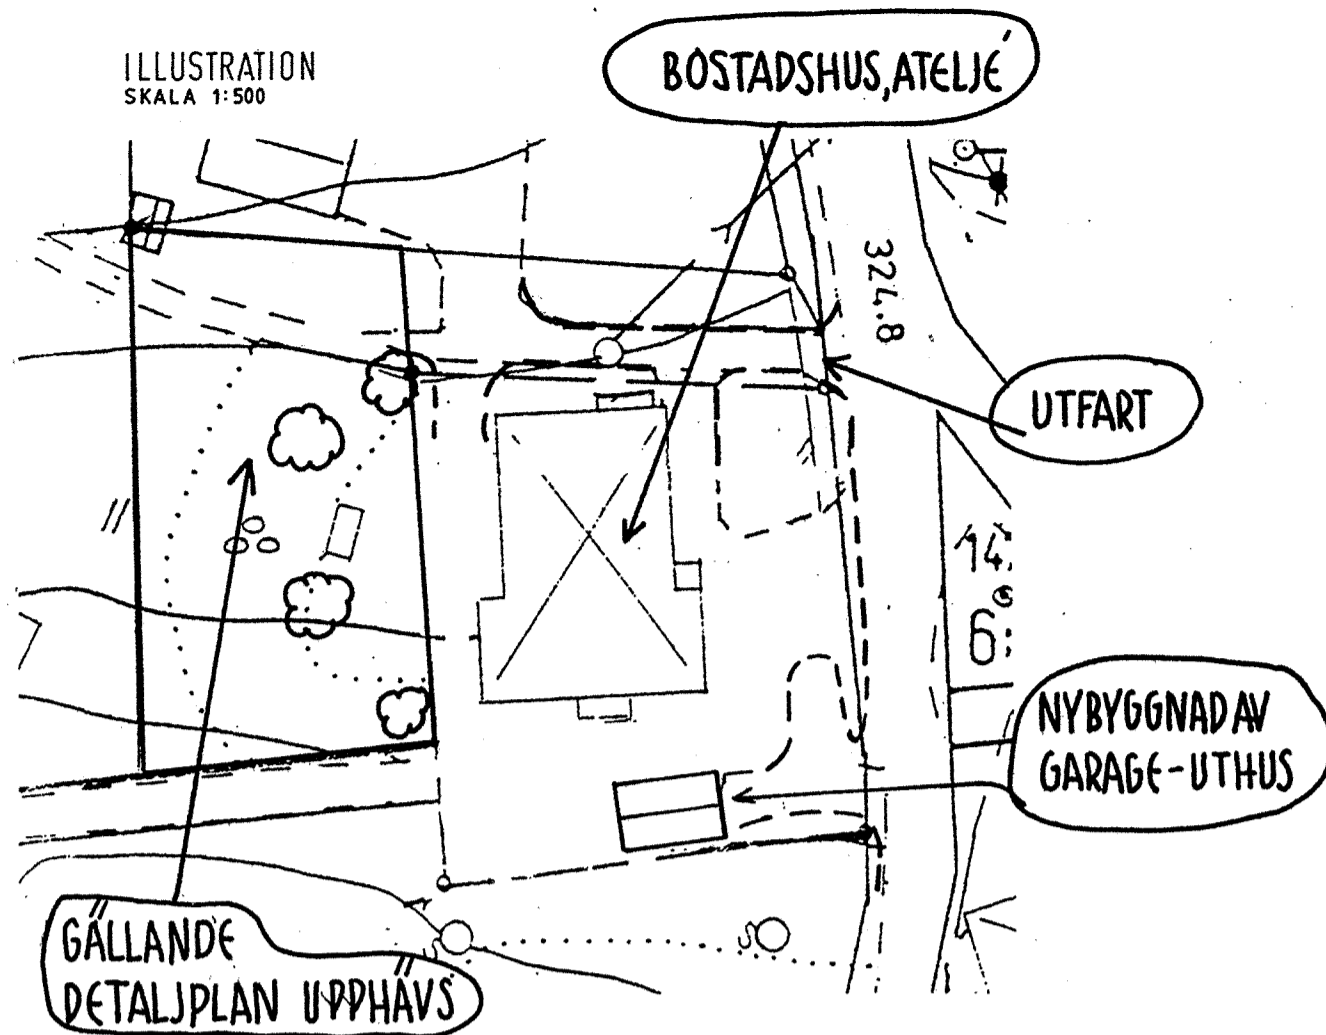 ILLUSTRATION
SKALA 1:500
BOSTADSHUS, ATELJÉ
324.8
UTFART
14
6
NYBYGGNAD AV
GARAGE-UTHUS
GÄLLANDE
DETALJPLAN UPPHÄVS